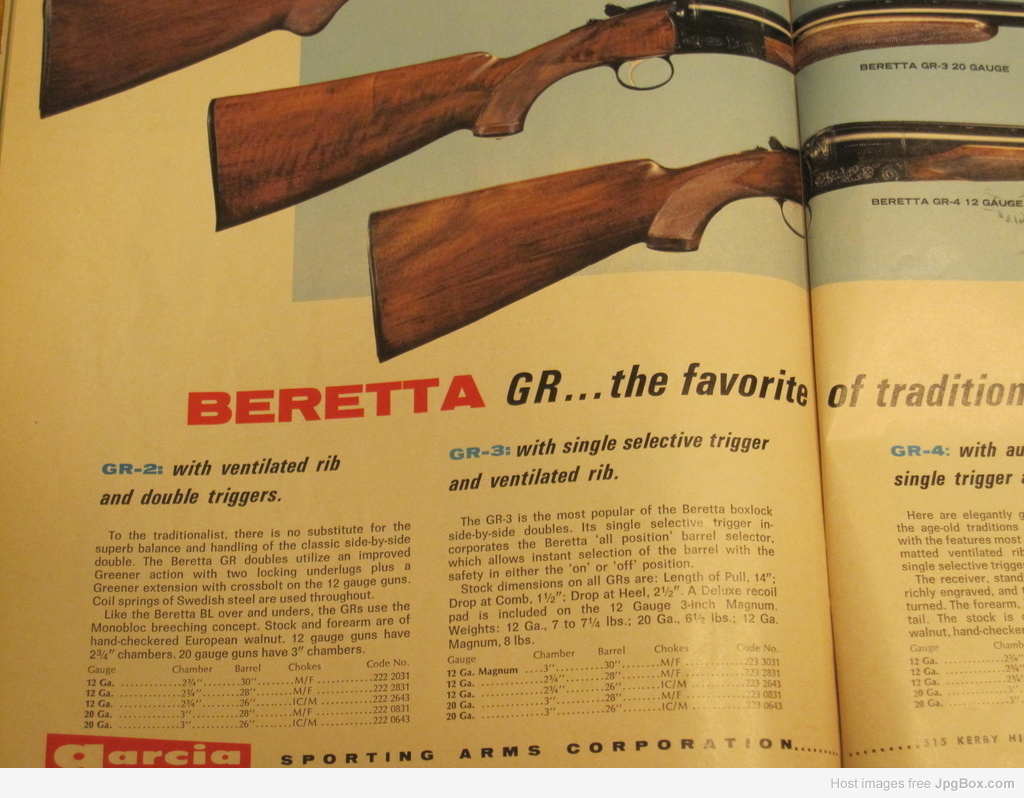 BERETTA GR-3 20 GAUGE
BERETTA GR-4 12 GAUGE
BERETTA GR...the favorite of tradition
GR-2: with ventilated rib
and double triggers.
To the traditionalist, there is no substitute for the
superb balance and handling of the classic side-by-side
double. The Beretta GR doubles utilize an improved
Greener action with two locking underlugs plus a
Greener extension with crossbolt on the 12 gauge guns.
Coil springs of Swedish steel are used throughout.
Like the Beretta BL over and unders, the GRs use the
Monobloc breeching concept. Stock and forearm are of
hand-checkered European walnut. 12 gauge guns have
2¾" chambers. 20 gauge guns have 3" chambers.
Gauge Chamber Barrel Chokes Code No.
12 Ga. ............ 2¾" ........ 30" ........ M/F ............ 222 2031
12 Ga. ............ 2¾" ........ 28" ........ M/F ............ 222 2831
12 Ga. ............ 2¾" ........ 26" ........ IC/M ............ 222 2643
20 Ga. ............ 3" ........ 28" ........ M/F ............ 222 0831
20 Ga. ............ 3" ........ 26" ........ IC/M ............ 222 0643
GR-3: with single selective trigger
and ventilated rib.
The GR-3 is the most popular of the Beretta boxlock
side-by-side doubles. Its single selective trigger in-
corporates the Beretta 'all position' barrel selector,
which allows instant selection of the barrel with the
safety in either the 'on' or 'off' position.
Stock dimensions on all GRs are: Length of Pull, 14";
Drop at Comb, 1½"; Drop at Heel, 2½". A Deluxe recoil
pad is included on the 12 Gauge 3-inch Magnum.
Weights: 12 Ga., 7 to 7¼ lbs.; 20 Ga., 6½ lbs.; 12 Ga.
Magnum, 8 lbs.
Gauge Chamber Barrel Chokes Code No.
12 Ga. Magnum .... 3" ........ 30" ........ M/F ............ 223 3031
12 Ga. ............ 2¾" ........ 28" ........ M/F ............ 223 2831
12 Ga. ............ 2¾" ........ 26" ........ IC/M ............ 223 2643
20 Ga. ............ 3" ........ 28" ........ M/F ............ 223 0831
20 Ga. ............ 3" ........ 26" ........ IC/M ............ 223 0643
GR-4: with au
single trigger
Here are elegantly g
the age-old traditions
with the features most
matted ventilated rib
single selective trigge
The receiver, stand
richly engraved, and
turned. The forearm,
tail. The stock is
walnut, hand-checke
Gauge Chamb
12 Ga. ............ 2¾
12 Ga. ............ 2¾
12 Ga. ............ 2¾
20 Ga. ............ 3"
20 Ga. ............ 3"
garcia SPORTING ARMS CORPORATION.................... 515 KERBY HI
Host images free JpgBox.com